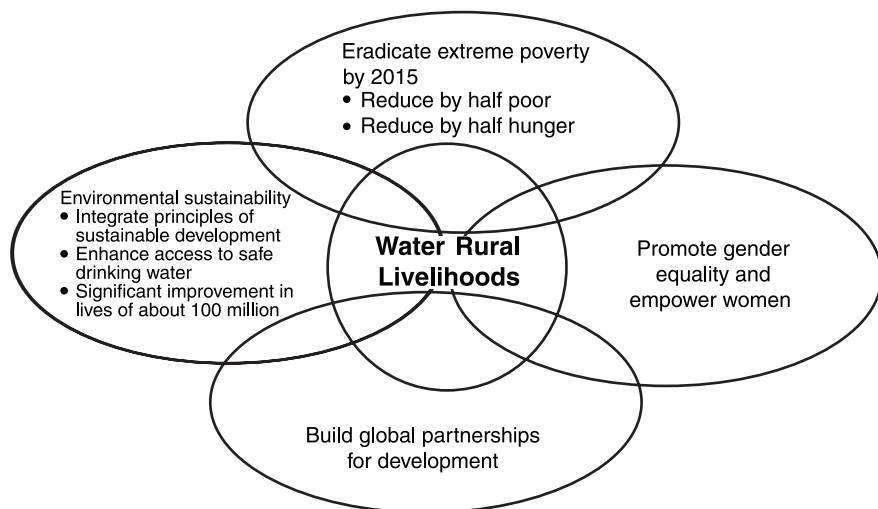 Eradicate extreme poverty
by 2015
• Reduce by half poor
• Reduce by half hunger
Environmental sustainability
• Integrate principles of
sustainable development
• Enhance access to safe
drinking water
• Significant improvement in
lives of about 100 million
Water Rural
Livelihoods
Promote gender
equality and
empower women
Build global partnerships
for development